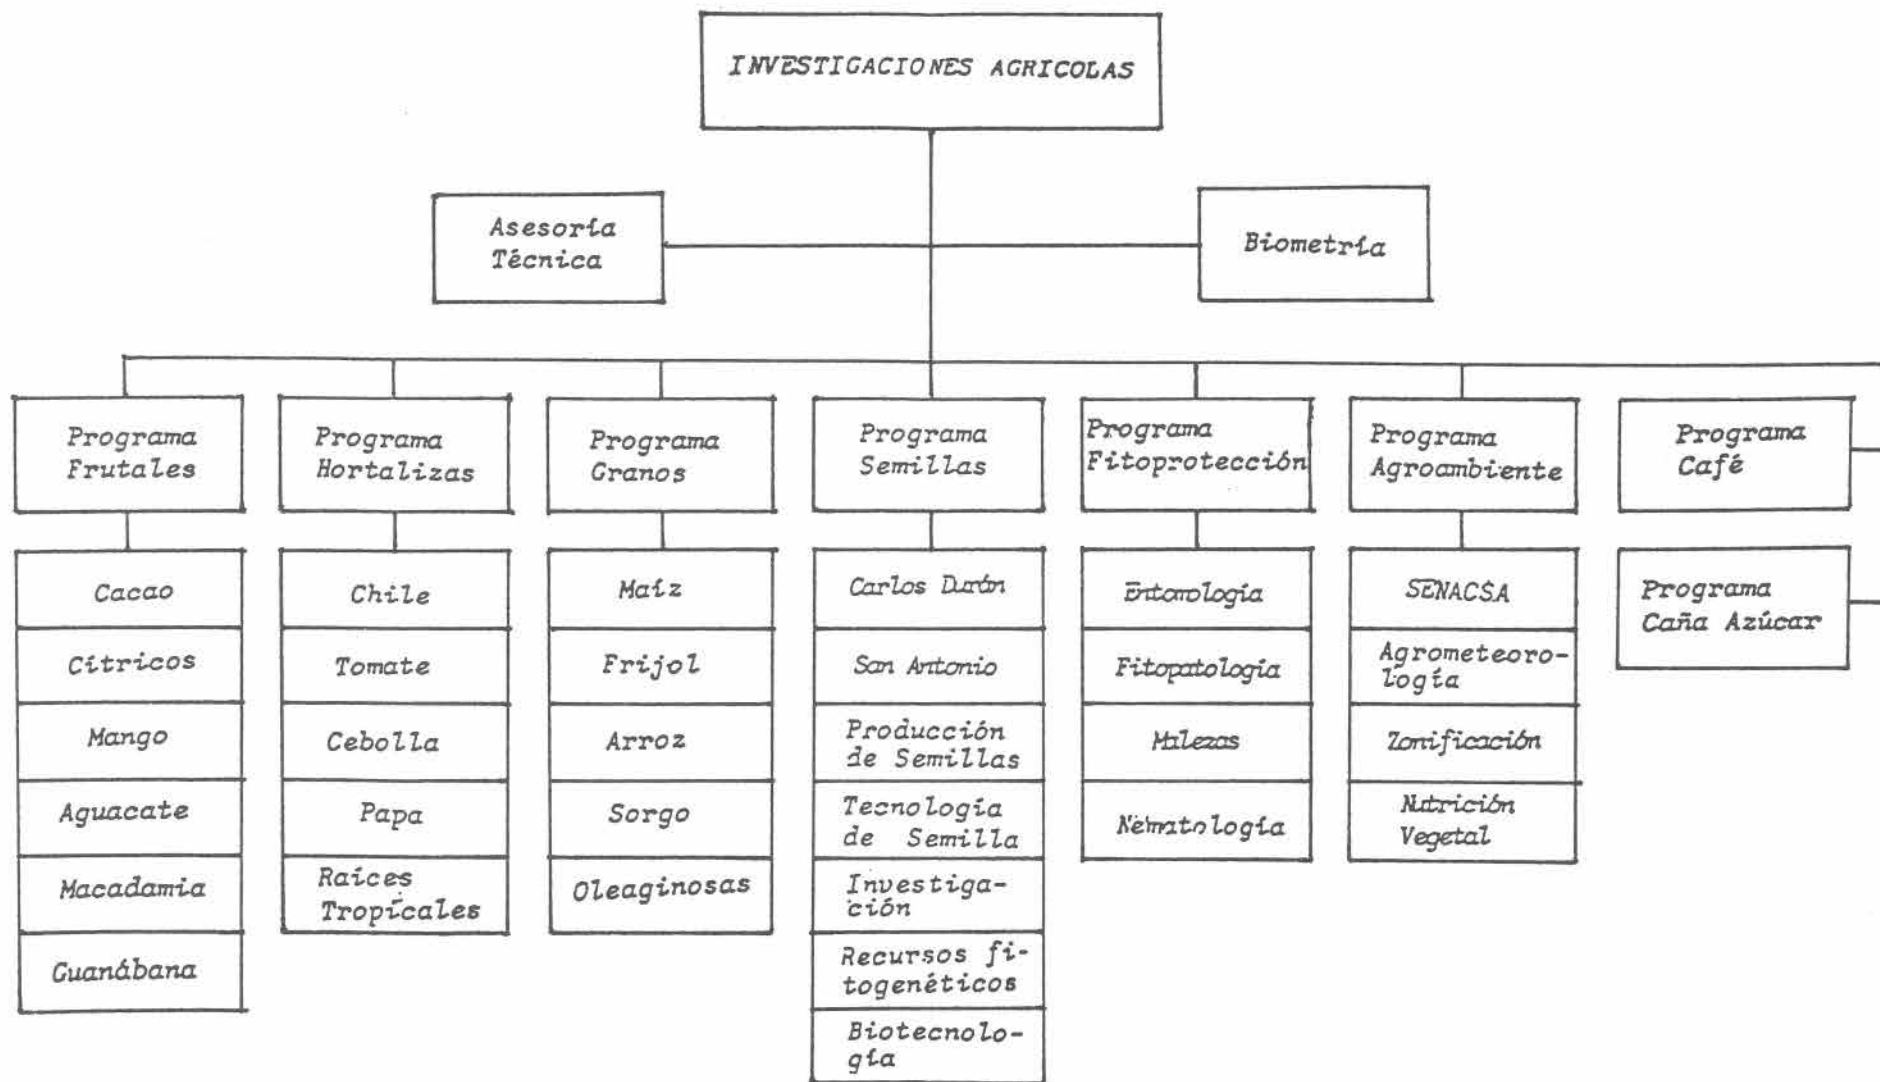 INVESTIGACIONES AGRICOLAS
Asesoría
Técnica
Biometría
Programa
Frutales
Programa
Hortalizas
Programa
Granos
Programa
Semillas
Programa
Fitoprotección
Programa
Agroambiente
Programa
Café
Programa
Caña Azúcar
Cacao
Cítricos
Mango
Aguacate
Macadamia
Guanábana
Chile
Tomate
Cebolla
Papa
Raíces
Tropícales
Maíz
Frijol
Arroz
Sorgo
Oleaginosas
Carlos Durán
San Antonio
Producción
de Semillas
Tecnología
de Semilla
Investiga-
ción
Recursos fi-
togenéticos
Biotecnolo-
gía
Entomología
Fitopatología
Malezas
Nematología
SENACSA
Agrometeoro-
logía
Zonificación
Nutrición
Vegetal